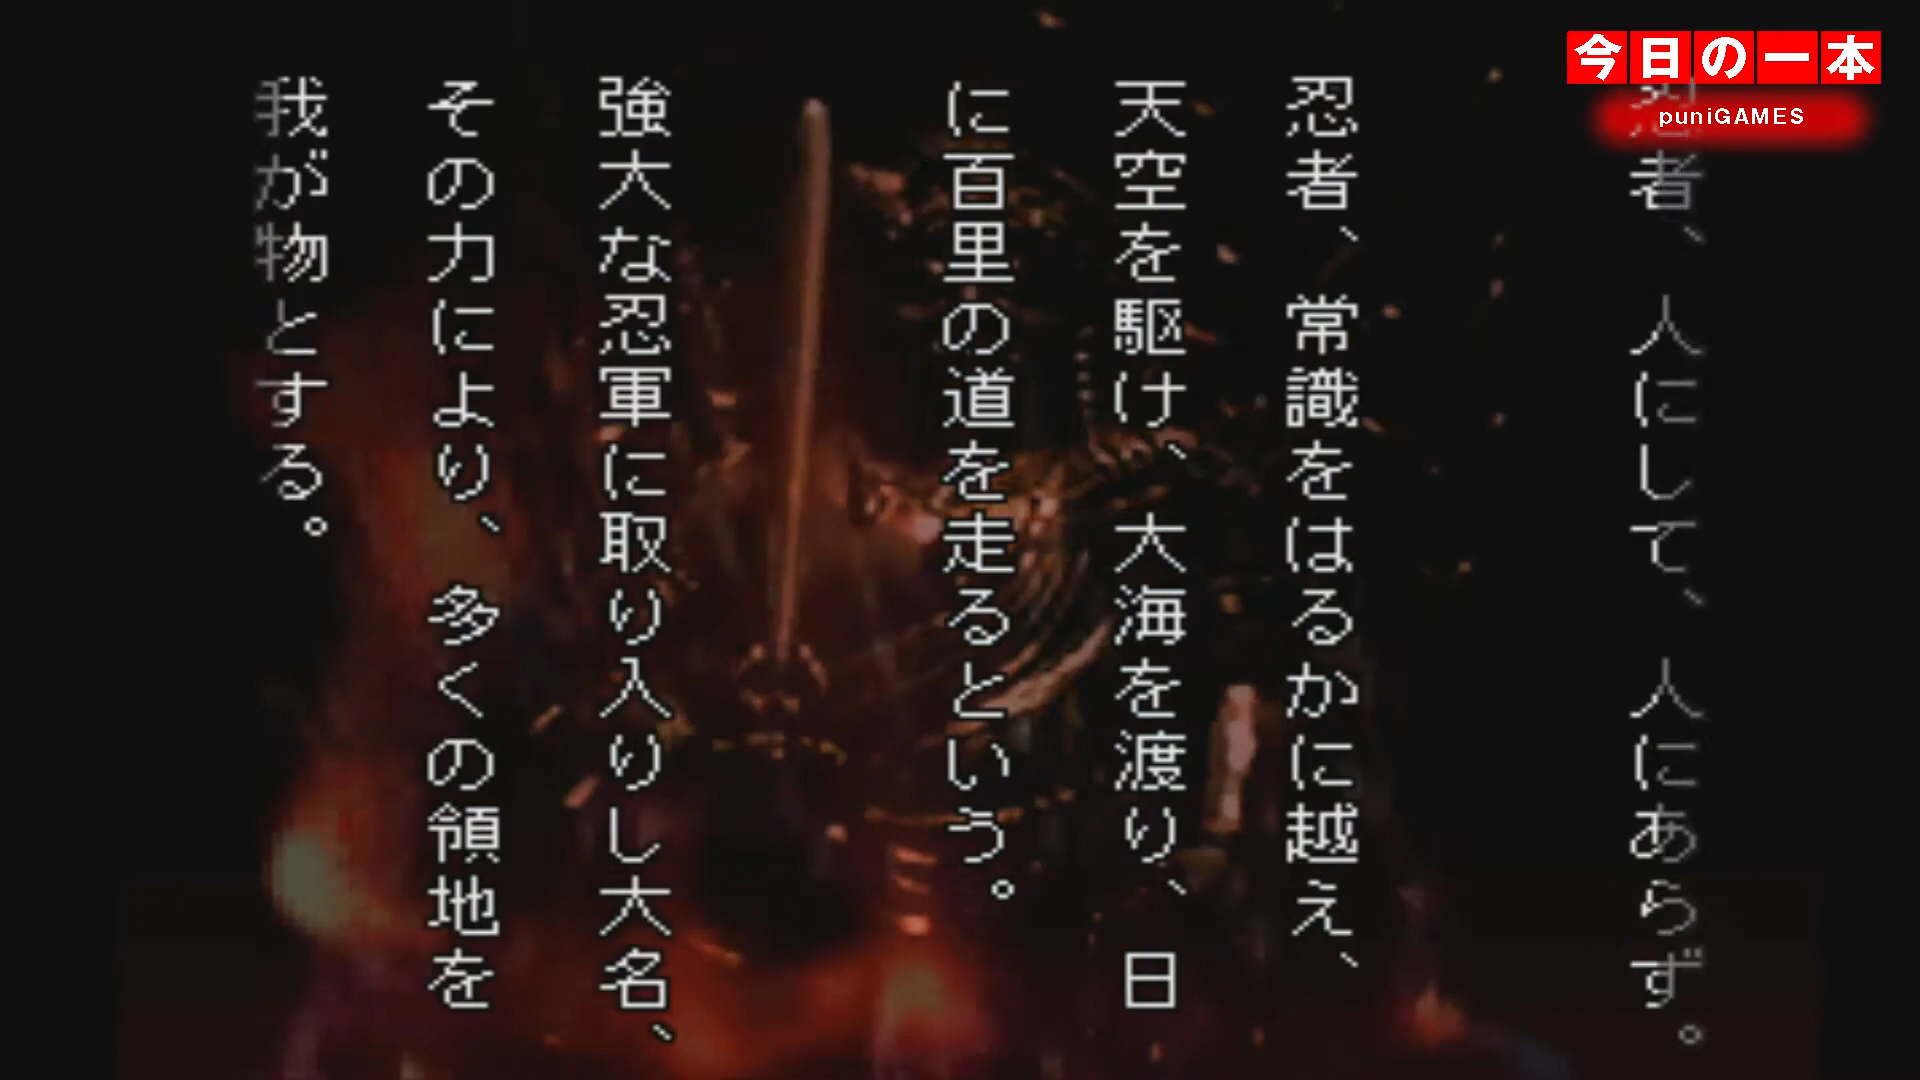 今日の一本
puniGAMES
忍者、人にして、人にあらず。
忍者、常識をはるかに越え、
天空を駆け、大海を渡り、日
に百里の道を走るという。
強大な忍軍に取り入りし大名、
その力により、多くの領地を
我が物とする。